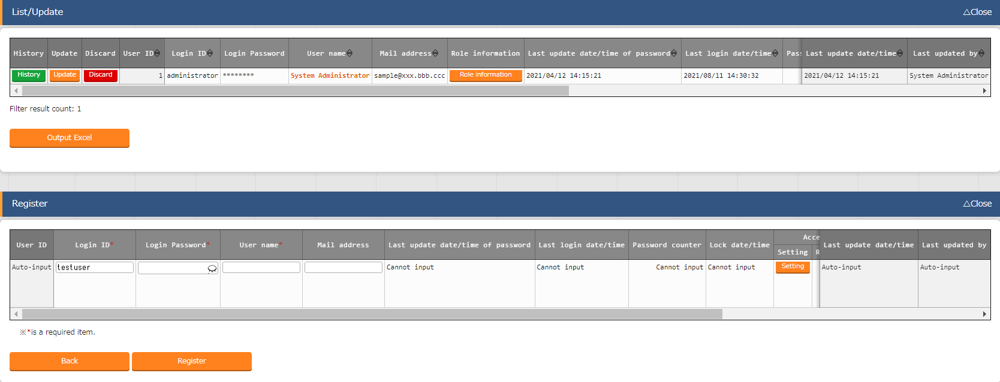 List/Update
△Close
History Update Discard User ID Login ID Login Password User name Mail address Role information Last update date/time of password Last login date/time Pass Last update date/time Last updated by
History Update Discard 1 administrator ******** System Administrator sample@xxx.bbb.ccc Role information 2021/04/12 14:15:21 2021/08/11 14:30:32 2021/04/12 14:15:21 System Administrator
Filter result count: 1
Output Excel
Register
△Close
User ID Login ID* Login Password* User name* Mail address Last update date/time of password Last login date/time Password counter Lock date/time Acce Last update date/time Last updated by
Setting R
Auto-input testuser Cannot input Cannot input Cannot input Cannot input Setting Auto-input Auto-input
※*is a required item.
Back Register